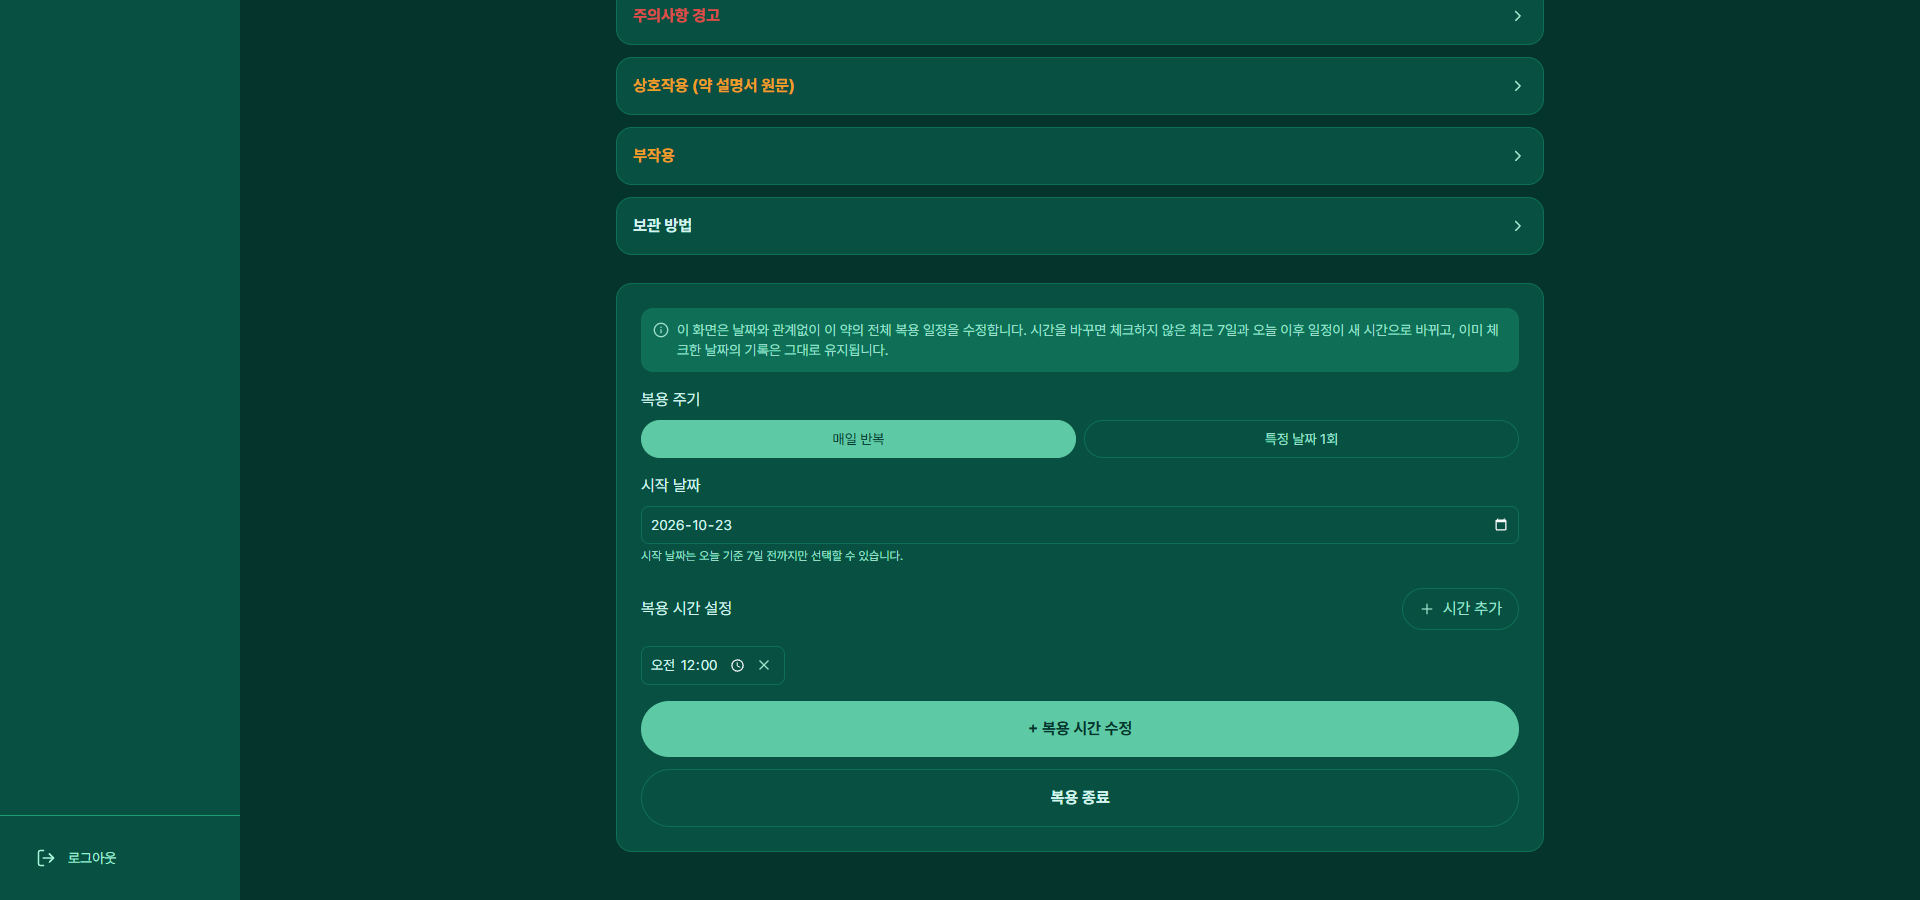 주의사항 경고
상호작용 (약 설명서 원문)
부작용
보관 방법
이 화면은 날짜와 관계없이 이 약의 전체 복용 일정을 수정합니다. 시간을 바꾸면 체크하지 않은 최근 7일과 오늘 이후 일정이 새 시간으로 바뀌고, 이미 체
크한 날짜의 기록은 그대로 유지됩니다.
복용 주기
매일 반복
특정 날짜 1회
시작 날짜
2026-10-23
시작 날짜는 오늘 기준 7일 전까지만 선택할 수 있습니다.
복용 시간 설정
시간 추가
오전 12:00
+ 복용 시간 수정
복용 종료
로그아웃